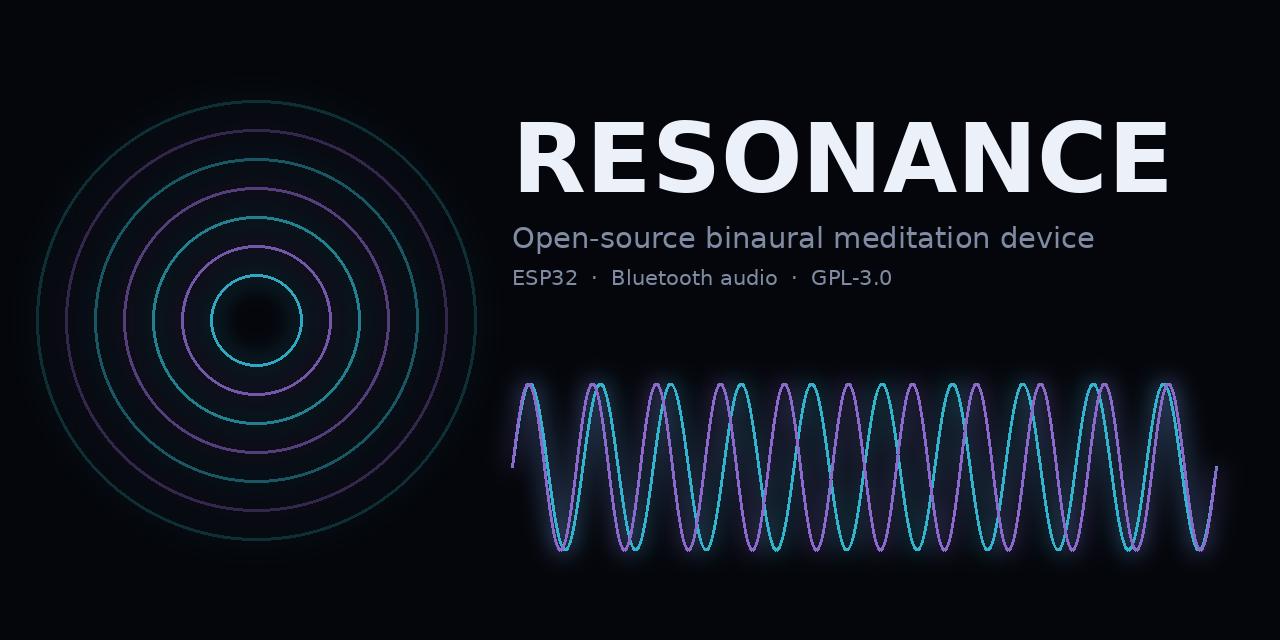 RESONANCE
Open-source binaural meditation device
ESP32 · Bluetooth audio · GPL-3.0